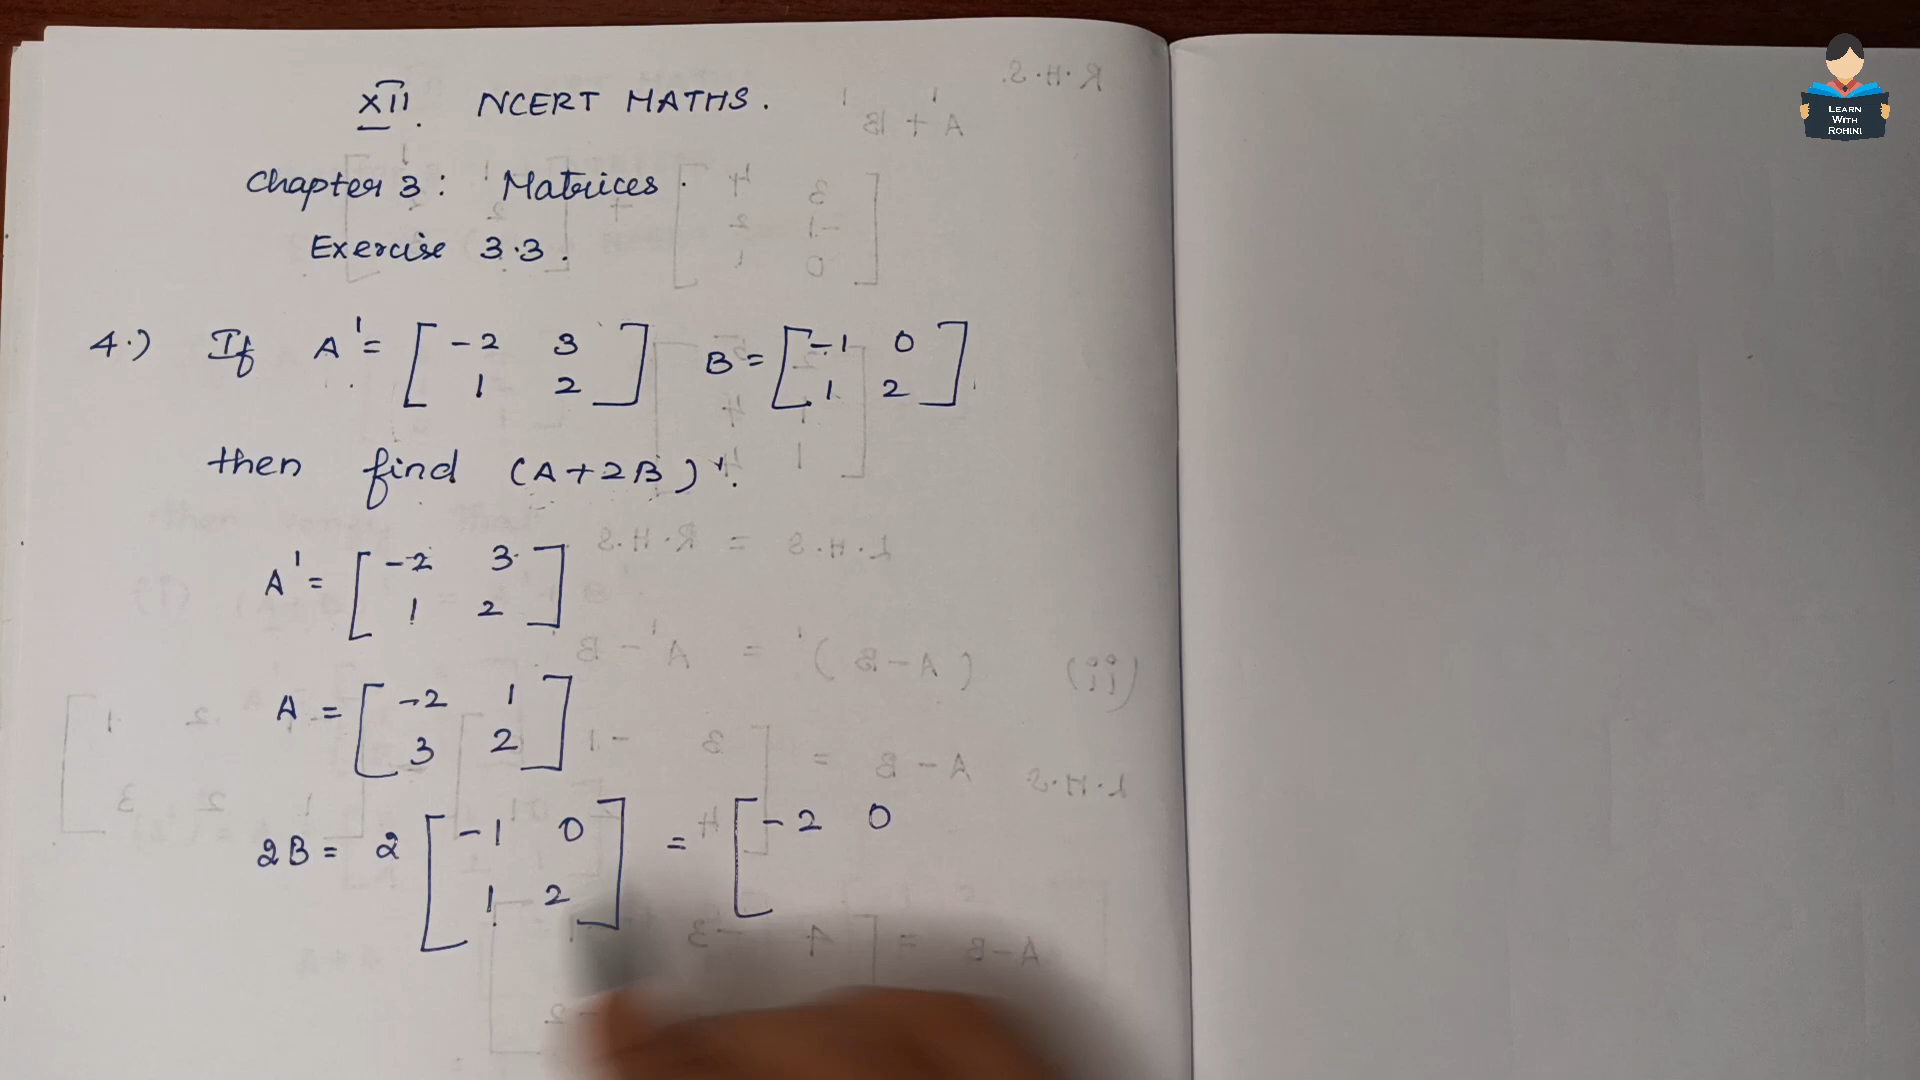 XII. NCERT MATHS.
Chapter 3: Matrices.
Exercise 3.3.
4.) If A' = [ -2 3 B = [ -1 0
1 2 ] 1 2 ].
then find (A+2B)'.
A' = [ -2 3
1 2 ]
A = [ -2 1
3 2 ]
2B = 2 [ -1 0 = [ -2 0
1 2 ]
LEARN
WITH
ROHINI